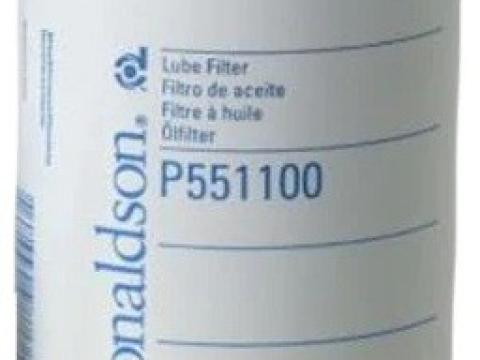 Lube Filter
Filtro de aceite
Filtre à huile
Ölfilter
P551100
onaldson®